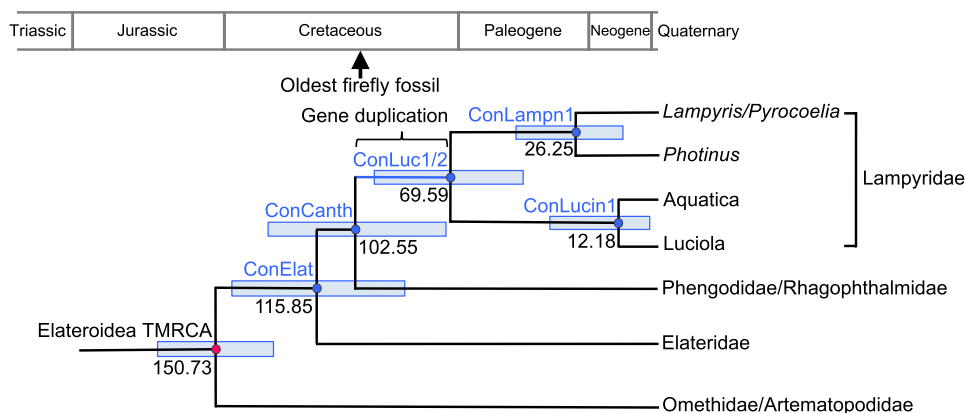 Triassic Jurassic Cretaceous Paleogene Neogene Quaternary
Oldest firefly fossil
Gene duplication
ConLampn1
Lampyris/Pyrocoelia
26.25
Photinus
ConLuc1/2
69.59
Lampyridae
ConLucin1
Aquatica
12.18
Luciola
ConCanth
102.55
ConElat
115.85
Phengodidae/Rhagophthalmidae
Elateroidea TMRCA
150.73
Elateridae
Omethidae/Artematopodidae